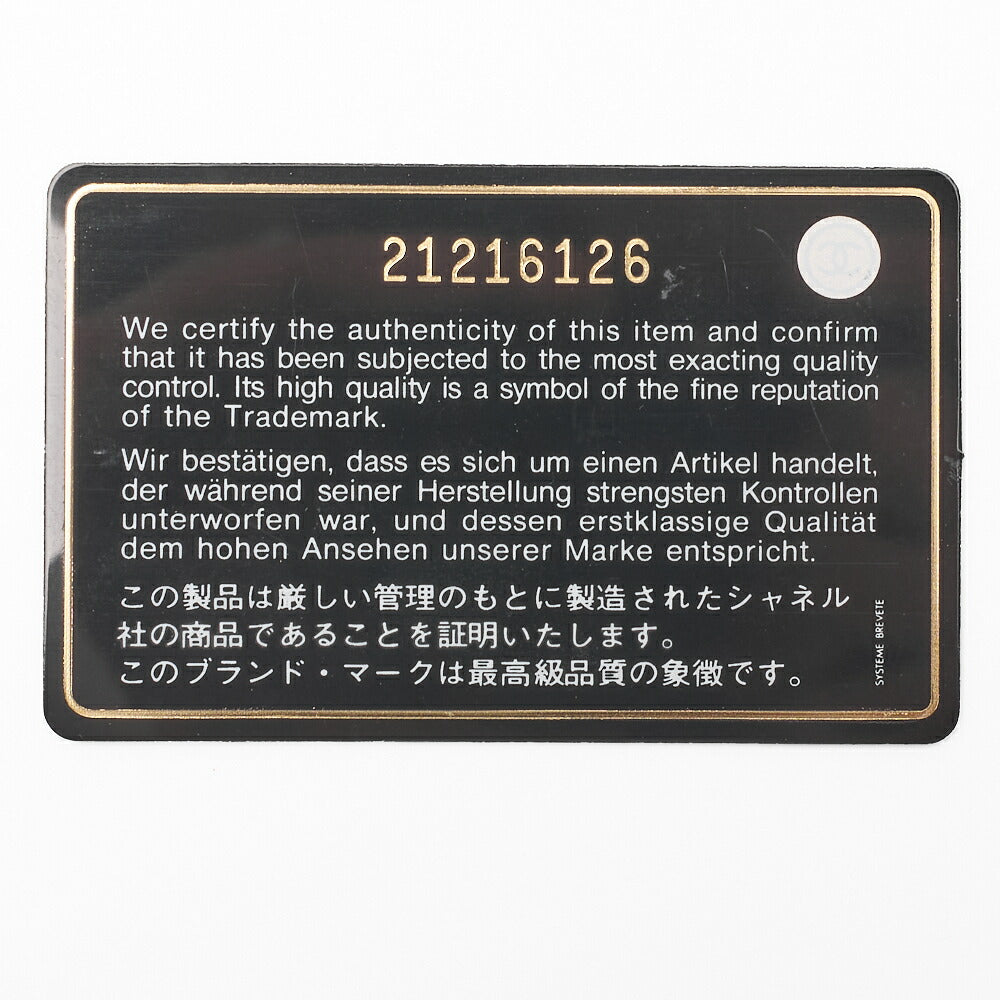 21216126
We certify the authenticity of this item and confirm
that it has been subjected to the most exacting quality
control. Its high quality is a symbol of the fine reputation
of the Trademark.
Wir bestätigen, dass es sich um einen Artikel handelt,
der während seiner Herstellung strengsten Kontrollen
unterworfen war, und dessen erstklassige Qualität
dem hohen Ansehen unserer Marke entspricht.
この製品は厳しい管理のもとに製造されたシャネル
社の商品であることを証明いたします。
このブランド・マークは最高級品質の象徴です。
SYSTEME BREVETE